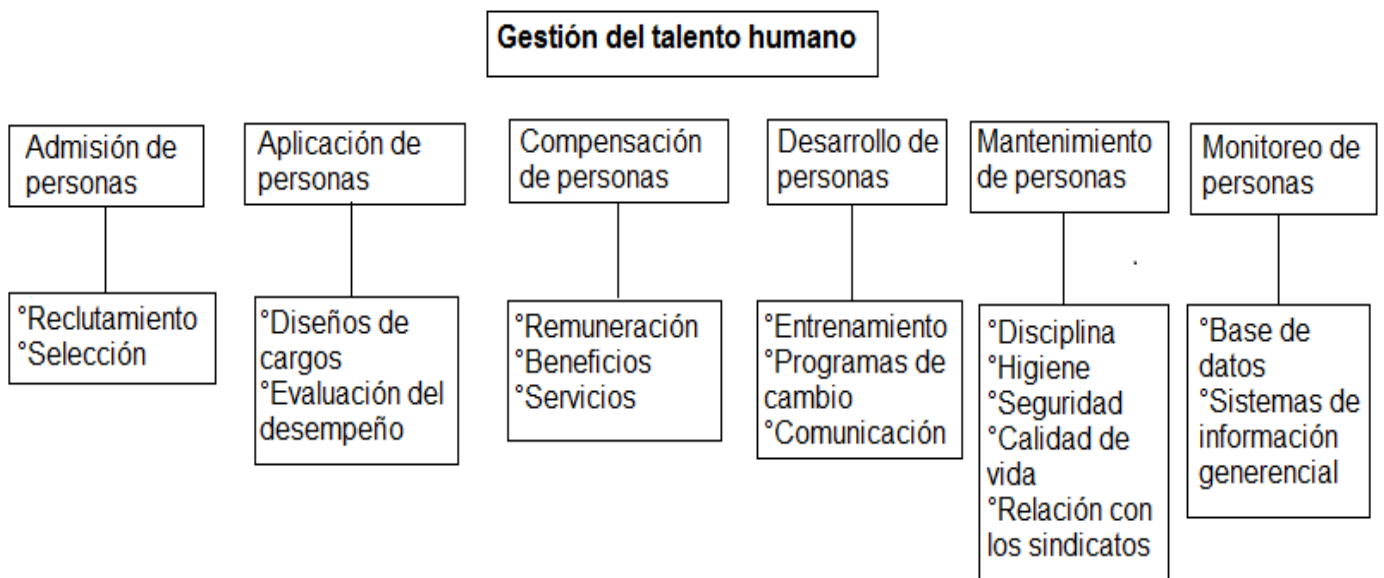 Gestión del talento humano
Admisión de
personas
Aplicación de
personas
Compensación
de personas
Desarrollo de
personas
Mantenimiento
de personas
Monitoreo de
personas
°Reclutamiento
°Selección
°Diseños de
cargos
°Evaluación del
desempeño
°Remuneración
°Beneficios
°Servicios
°Entrenamiento
°Programas de
cambio
°Comunicación
°Disciplina
°Higiene
°Seguridad
°Calidad de
vida
°Relación con
los sindicatos
°Base de
datos
°Sistemas de
información
generencial